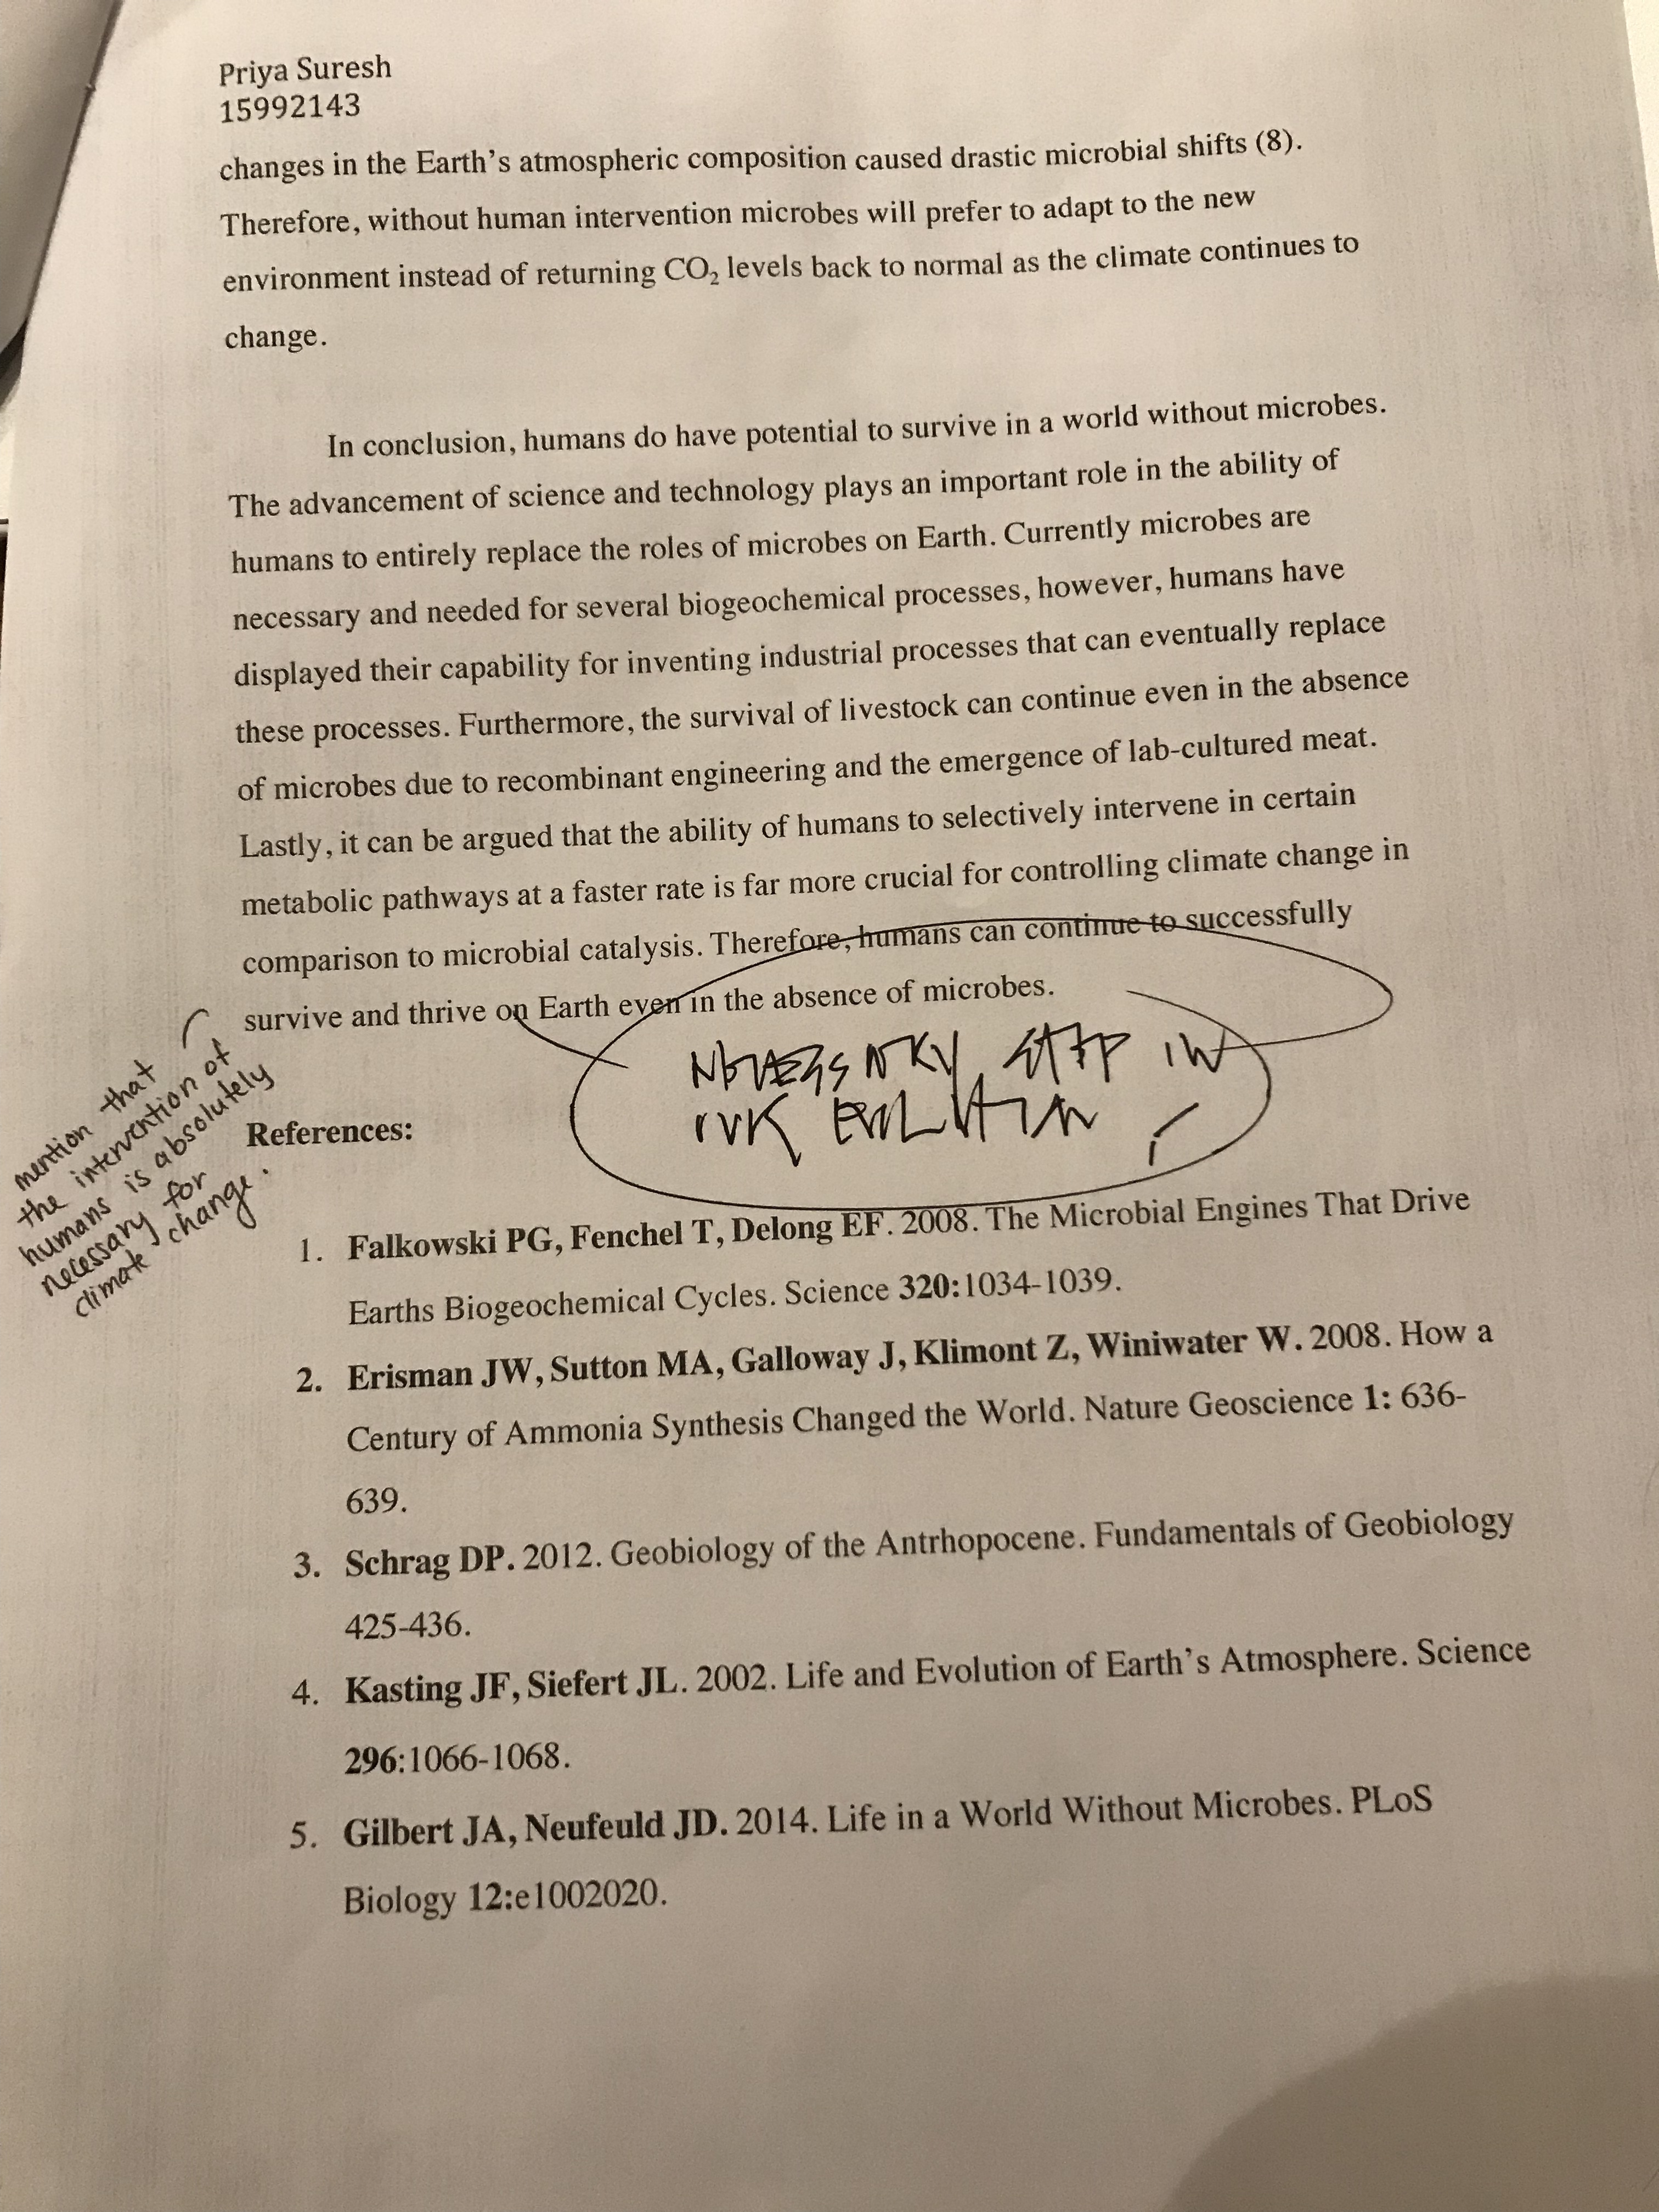 Priya Suresh
15992143
changes in the Earth's atmospheric composition caused drastic microbial shifts (8).
Therefore, without human intervention microbes will prefer to adapt to the new
environment instead of returning CO₂ levels back to normal as the climate continues to
change.
In conclusion, humans do have potential to survive in a world without microbes.
The advancement of science and technology plays an important role in the ability of
humans to entirely replace the roles of microbes on Earth. Currently microbes are
necessary and needed for several biogeochemical processes, however, humans have
displayed their capability for inventing industrial processes that can eventually replace
these processes. Furthermore, the survival of livestock can continue even in the absence
of microbes due to recombinant engineering and the emergence of lab-cultured meat.
Lastly, it can be argued that the ability of humans to selectively intervene in certain
metabolic pathways at a faster rate is far more crucial for controlling climate change in
comparison to microbial catalysis. Therefore, humans can continue to successfully
survive and thrive on Earth even in the absence of microbes.
mention that
the intervention of
humans is absolutely
necessary for
climate change.
NECESSARY STEP IN
OUR EVOLUTION
References:
1. Falkowski PG, Fenchel T, Delong EF. 2008. The Microbial Engines That Drive
Earths Biogeochemical Cycles. Science 320:1034-1039.
2. Erisman JW, Sutton MA, Galloway J, Klimont Z, Winiwater W. 2008. How a
Century of Ammonia Synthesis Changed the World. Nature Geoscience 1: 636-
639.
3. Schrag DP. 2012. Geobiology of the Antrhopocene. Fundamentals of Geobiology
425-436.
4. Kasting JF, Siefert JL. 2002. Life and Evolution of Earth's Atmosphere. Science
296:1066-1068.
5. Gilbert JA, Neufeuld JD. 2014. Life in a World Without Microbes. PLoS
Biology 12:e1002020.